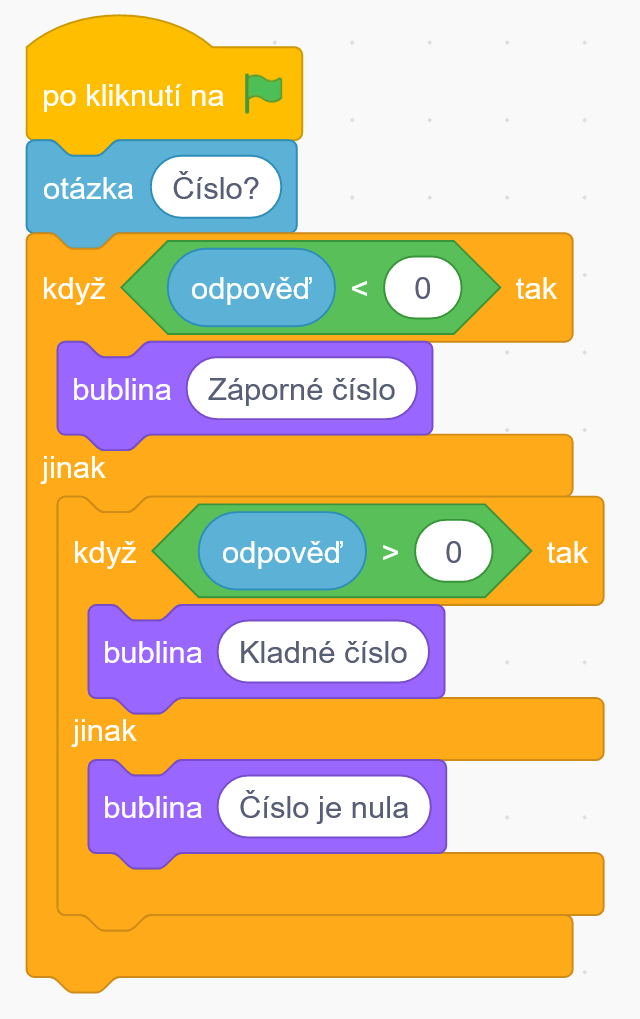 po kliknutí na
otázka Číslo?
když odpověď < 0 tak
bublina Záporné číslo
jinak
když odpověď > 0 tak
bublina Kladné číslo
jinak
bublina Číslo je nula